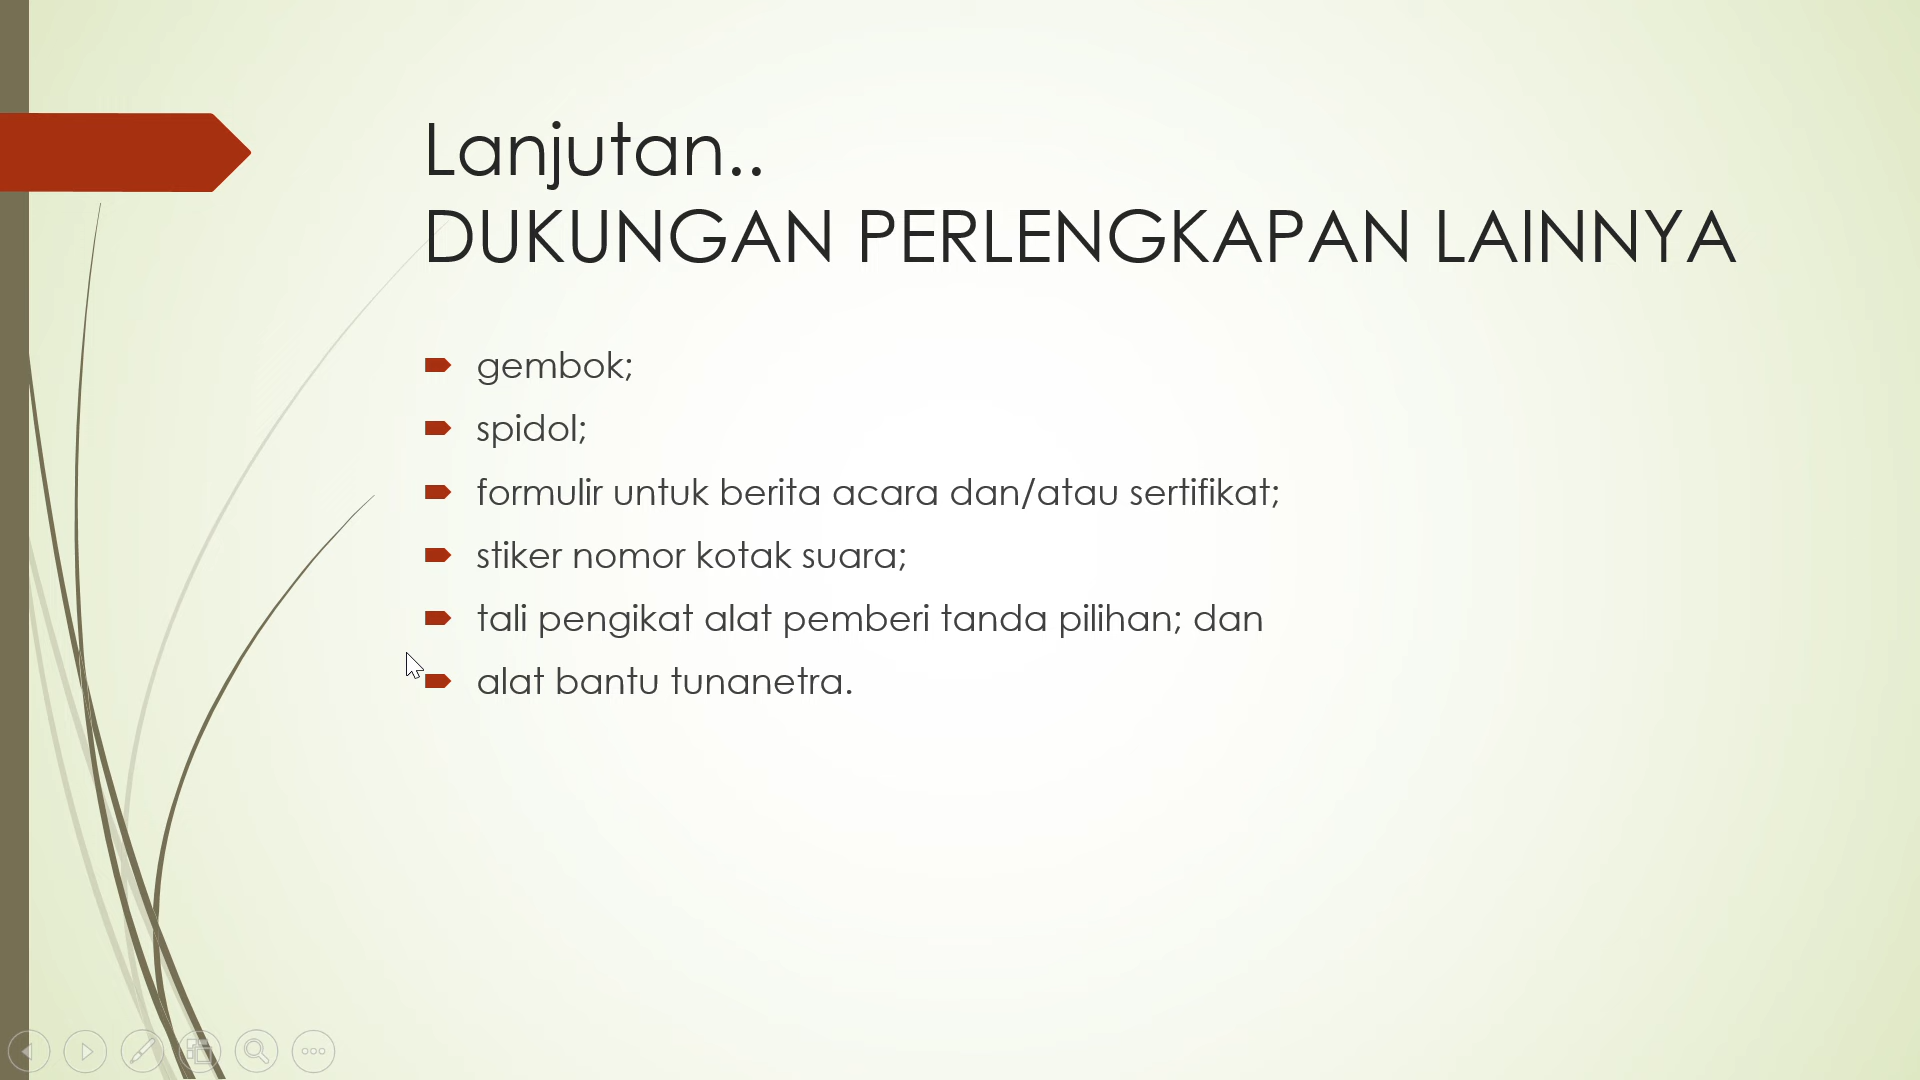 Lanjutan..
DUKUNGAN PERLENGKAPAN LAINNYA
gembok;
spidol;
formulir untuk berita acara dan/atau sertifikat;
stiker nomor kotak suara;
tali pengikat alat pemberi tanda pilihan; dan
alat bantu tunanetra.